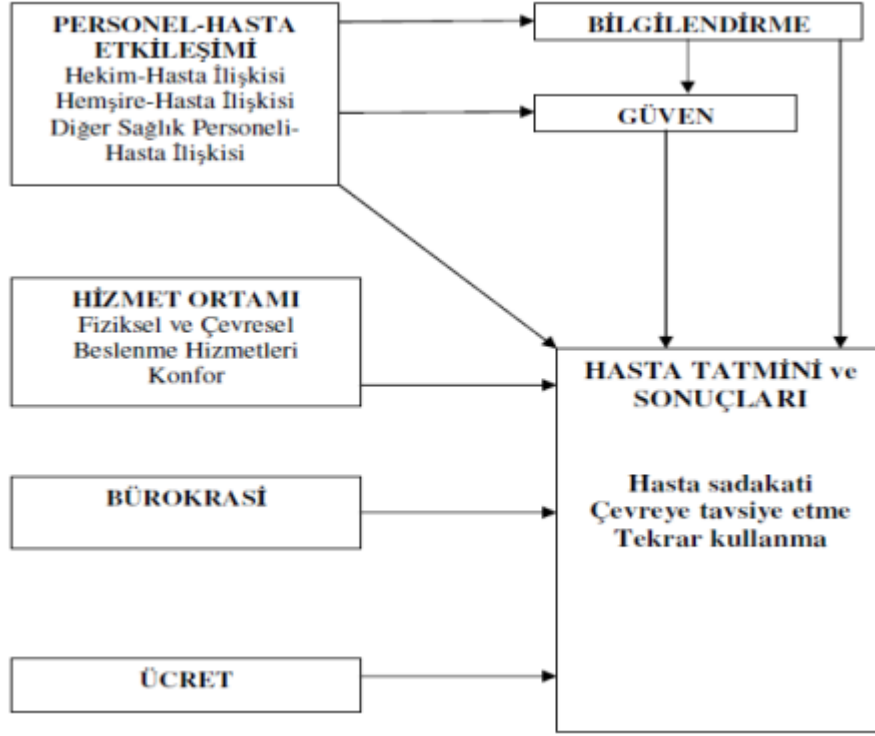 PERSONEL-HASTA
ETKİLEŞİMİ
Hekim-Hasta İlişkisi
Hemşire-Hasta İlişkisi
Diğer Sağlık Personeli-
Hasta İlişkisi
BİLGİLENDİRME
GÜVEN
HİZMET ORTAMI
Fiziksel ve Çevresel
Beslenme Hizmetleri
Konfor
BÜROKRASİ
ÜCRET
HASTA TATMİNİ ve
SONUÇLARI
Hasta sadakati
Çevreye tavsiye etme
Tekrar kullanma